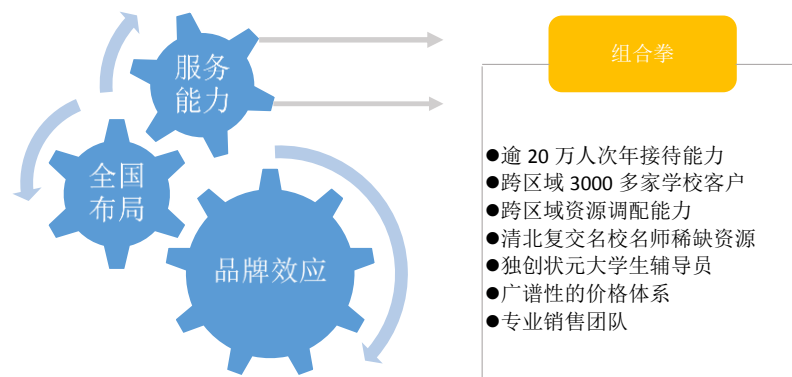 服务
能力
全国
布局
品牌效应
组合拳
●逾 20 万人次年接待能力
●跨区域 3000 多家学校客户
●跨区域资源调配能力
●清北复交名校名师稀缺资源
●独创状元大学生辅导员
●广谱性的价格体系
●专业销售团队